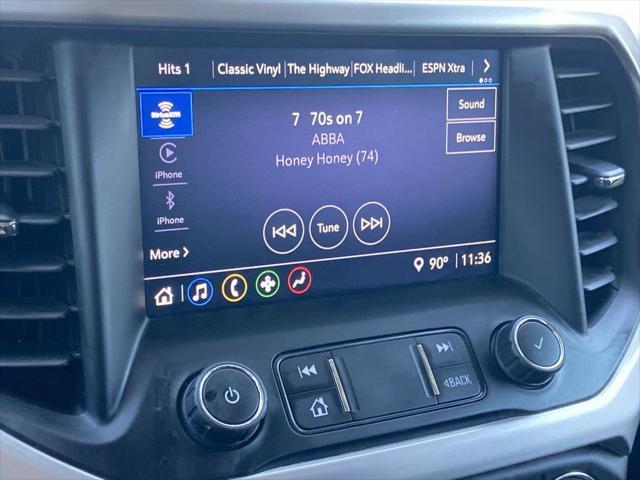 Hits 1 Classic Vinyl The Highway FOX Headli... ESPN Xtra
SiriusXM
7 70s on 7
Sound
ABBA
Browse
Honey Honey (74)
iPhone
iPhone
Tune
More
90° 11:36
BACK